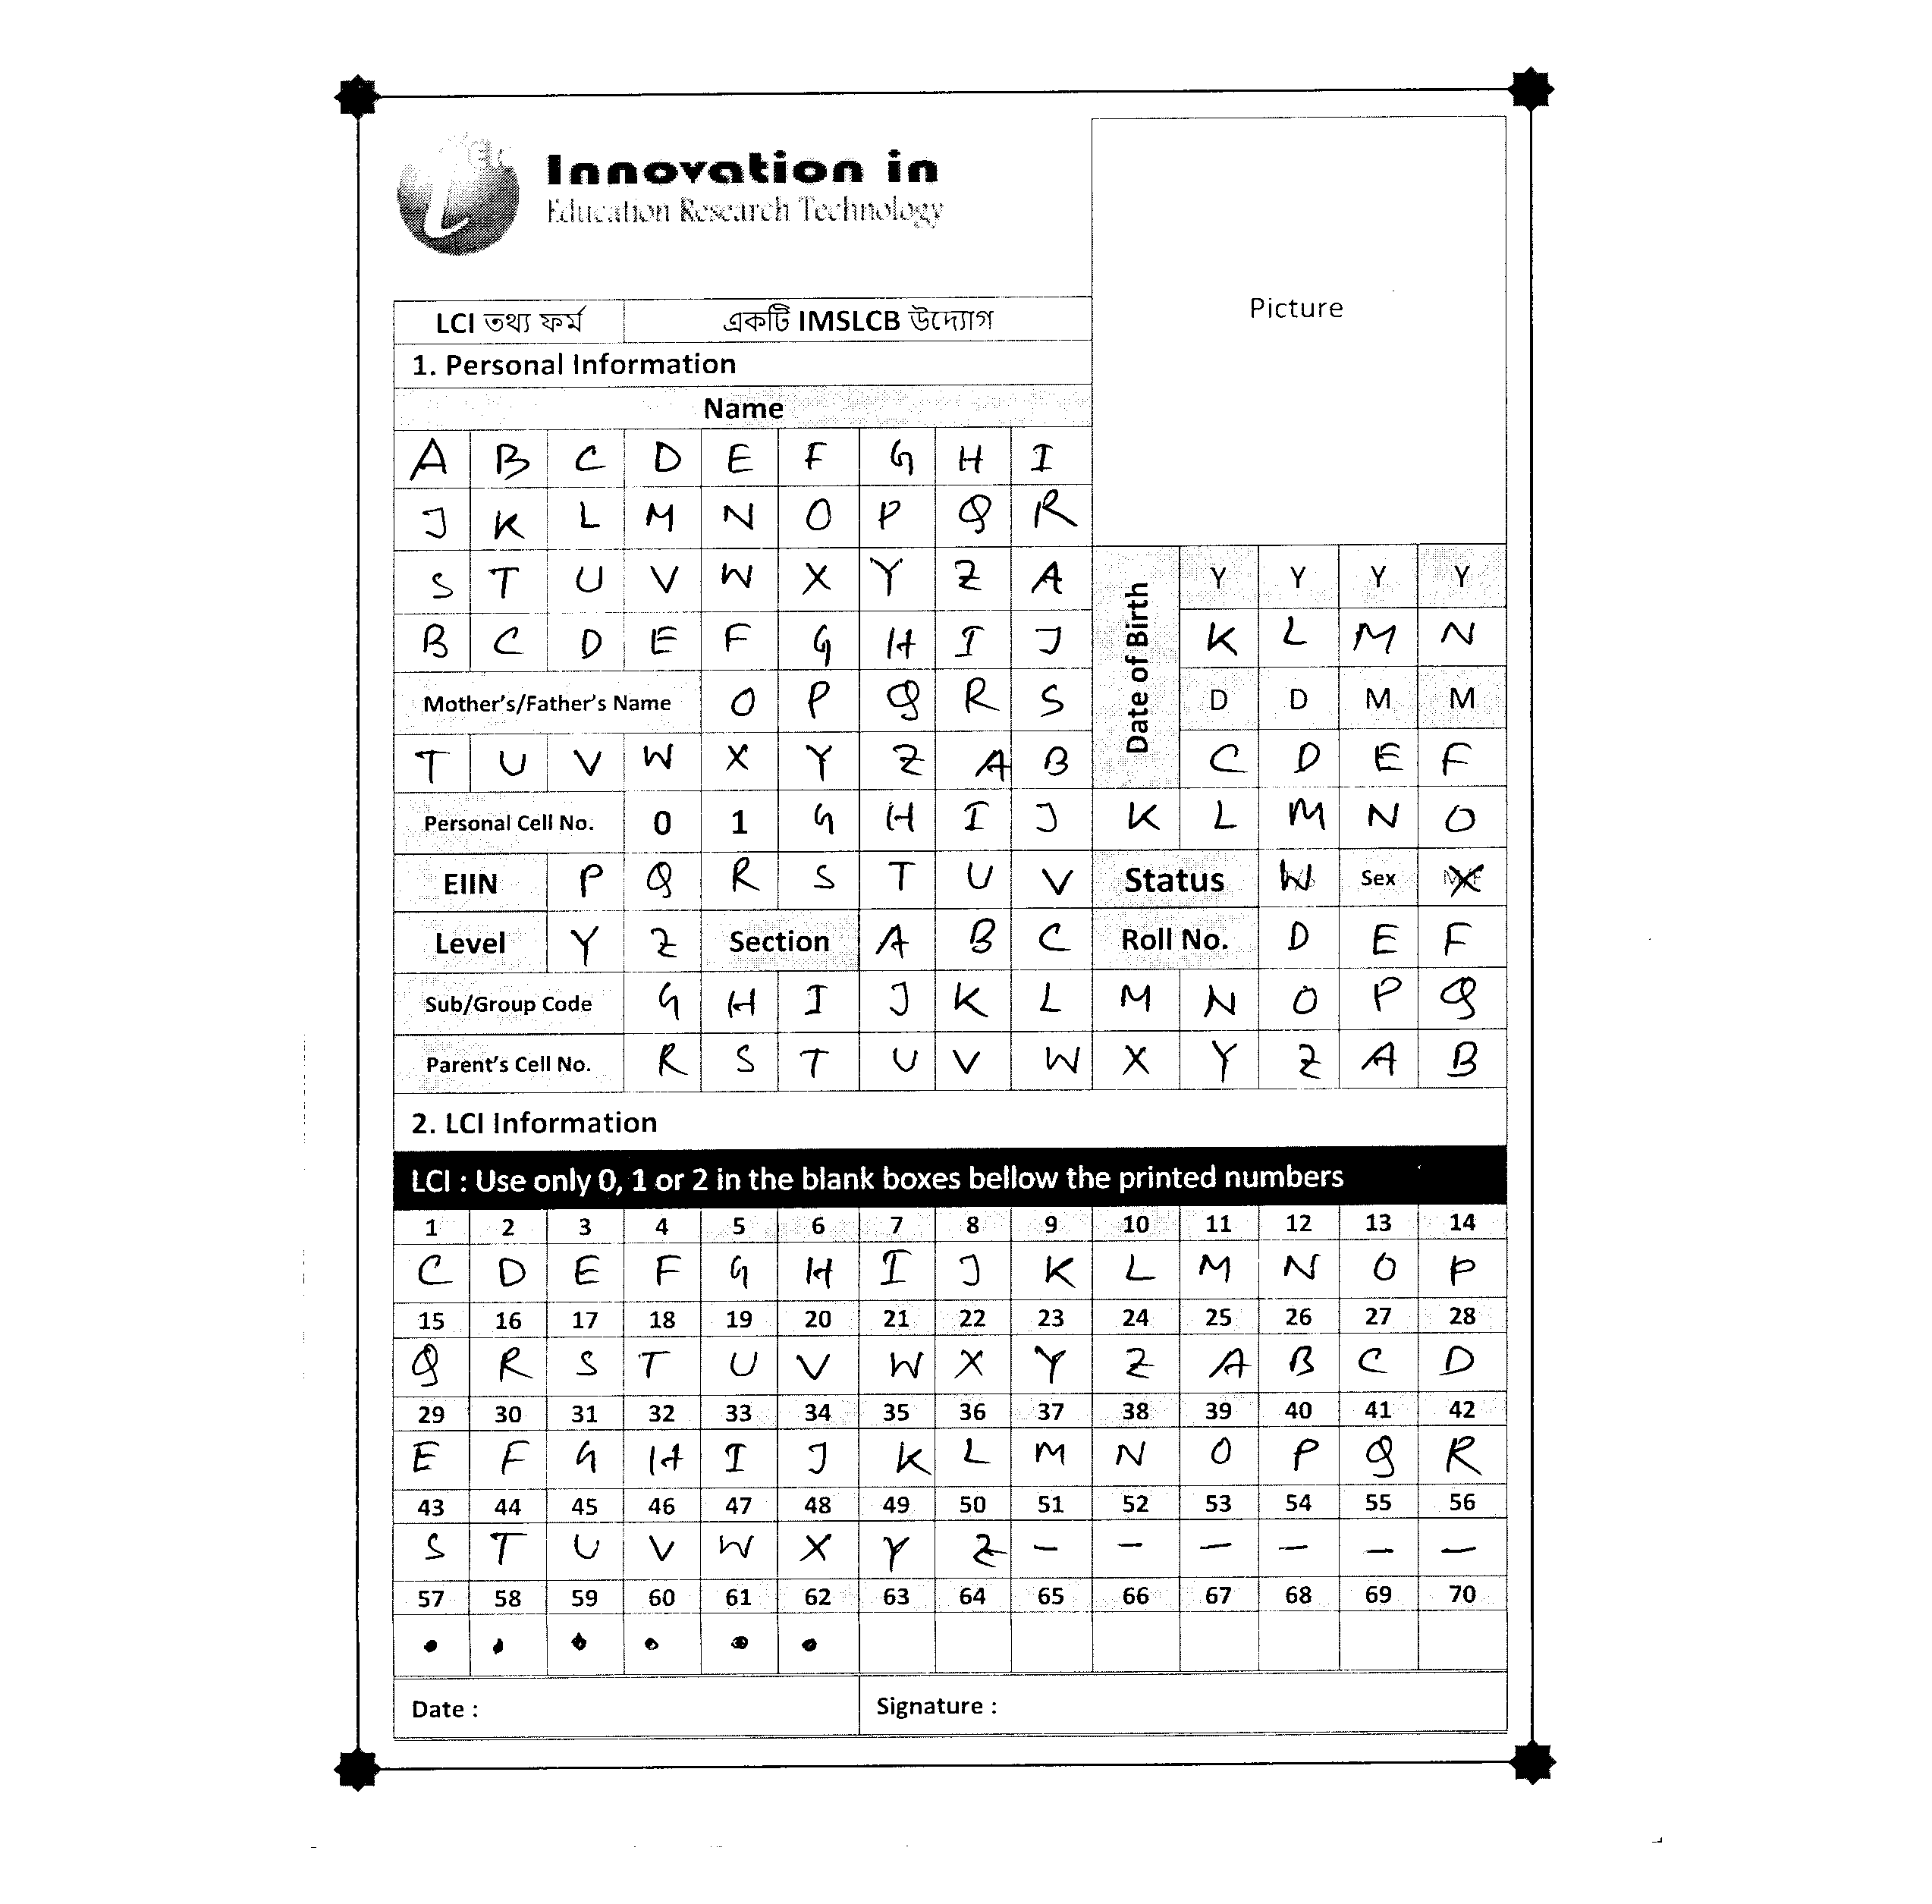 Innovation in
Education Research Technology
Picture
LCI তথ্য ফর্ম একটি IMSLCB উদ্যোগ
1. Personal Information
Name
A B C D E F G H I
J K L M N O P Q R
S T U V W X Y Z A Y Y Y Y
B C D E F G H I J K L M N
Date of Birth
Mother's/Father's Name O P Q R S D D M M
T U V W X Y Z A B C D E F
Personal Cell No. 0 1 G H I J K L M N O
EIIN P Q R S T U V Status W Sex X
Level Y Z Section A B C Roll No. D E F
Sub/Group Code G H I J K L M N O P Q
Parent's Cell No. R S T U V W X Y Z A B
2. LCI Information
LCI : Use only 0, 1 or 2 in the blank boxes bellow the printed numbers
1 2 3 4 5 6 7 8 9 10 11 12 13 14
C D E F G H I J K L M N O P
15 16 17 18 19 20 21 22 23 24 25 26 27 28
Q R S T U V W X Y Z A B C D
29 30 31 32 33 34 35 36 37 38 39 40 41 42
E F G H I J K L M N O P Q R
43 44 45 46 47 48 49 50 51 52 53 54 55 56
S T U V W X Y Z – – – – – –
57 58 59 60 61 62 63 64 65 66 67 68 69 70
• • • • • •
Date : Signature :